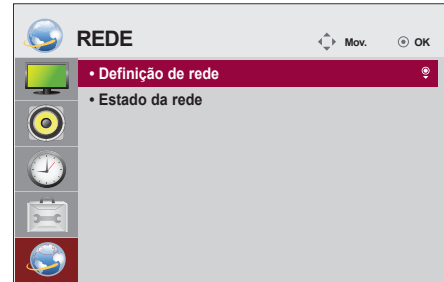 REDE
Mov.
OK
• Definição de rede
• Estado da rede